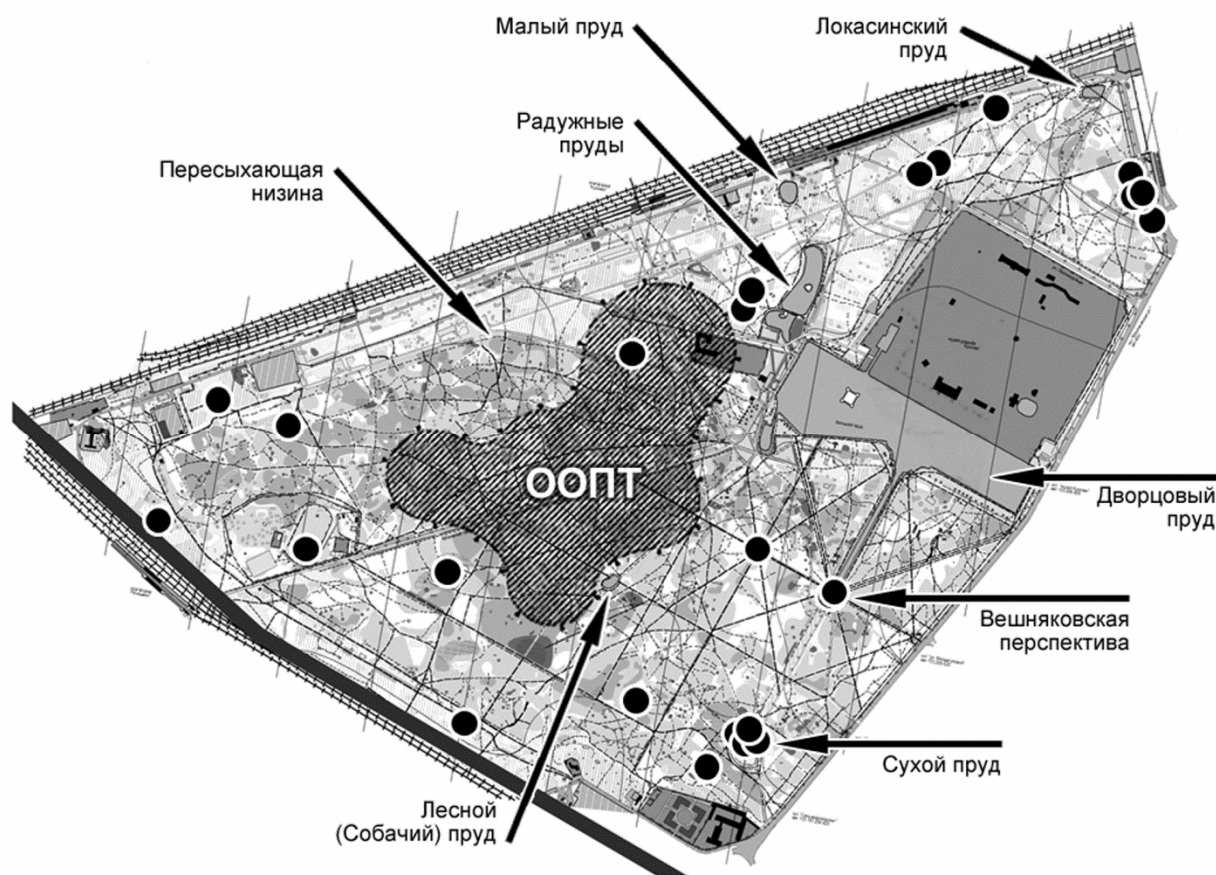 Малый пруд
Локасинский
пруд
Радужные
пруды
Пересыхающая
низина
ООПТ
Дворцовый
пруд
Вешняковская
перспектива
Сухой пруд
Лесной
(Собачий) пруд